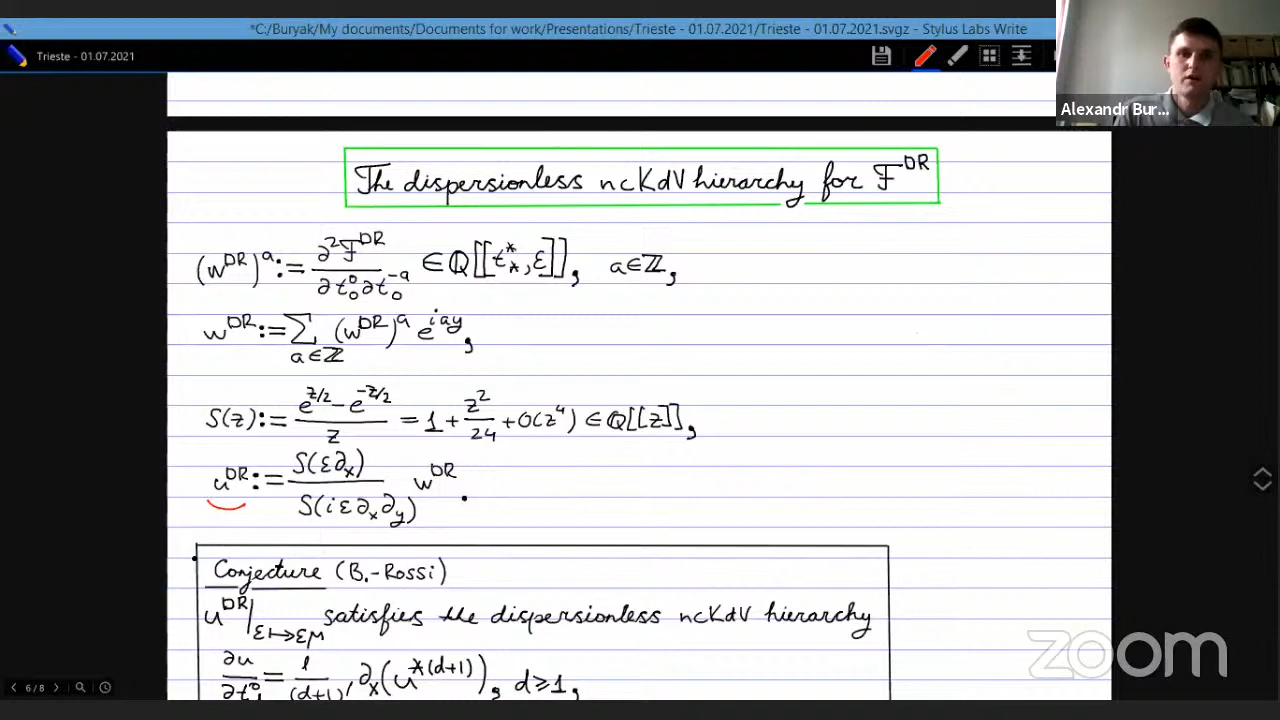 *C:/Buryak/My documents/Documents for work/Presentations/Trieste - 01.07.2021/Trieste - 01.07.2021.svgz - Stylus Labs Write
Trieste - 01.07.2021
Alexandr Bur...
The dispersionless ncKdV hierarchy for F^DR
(w^DR)^a := ∂²F^DR / ∂t_0^0 ∂t_0^{-a} ∈ ℚ[[t^*_*, ε]], a∈ℤ,
w^DR := ∑_{a∈ℤ} (w^DR)^a e^{iay},
S(z) := (e^{z/2} - e^{-z/2}) / z = 1 + z²/24 + O(z⁴) ∈ ℚ[[z]],
u^DR := S(ε∂_x) / S(iε∂_x∂_y) w^DR.
Conjecture (B.-Rossi)
u^DR|_{ε↦εμ} satisfies the dispersionless ncKdV hierarchy
∂u/∂t^0_d = 1/(d+1)! ∂_x(u^{*(d+1)}), d⩾1,
zoom
6/8